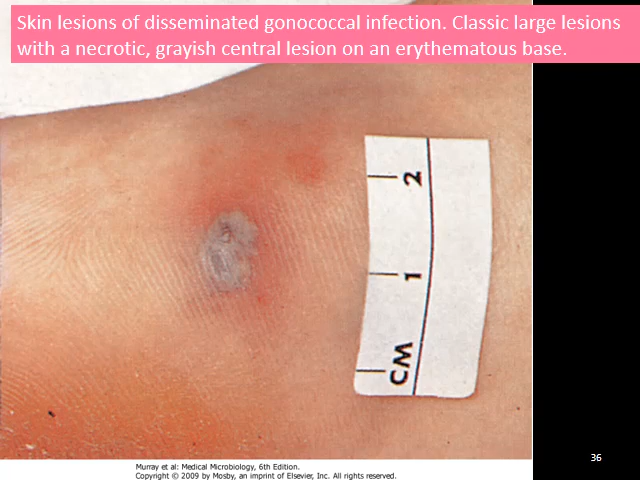 Skin lesions of disseminated gonococcal infection. Classic large lesions
with a necrotic, grayish central lesion on an erythematous base.
2
1
CM
Murray et al: Medical Microbiology, 6th Edition.
Copyright © 2009 by Mosby, an imprint of Elsevier, Inc. All rights reserved.
36